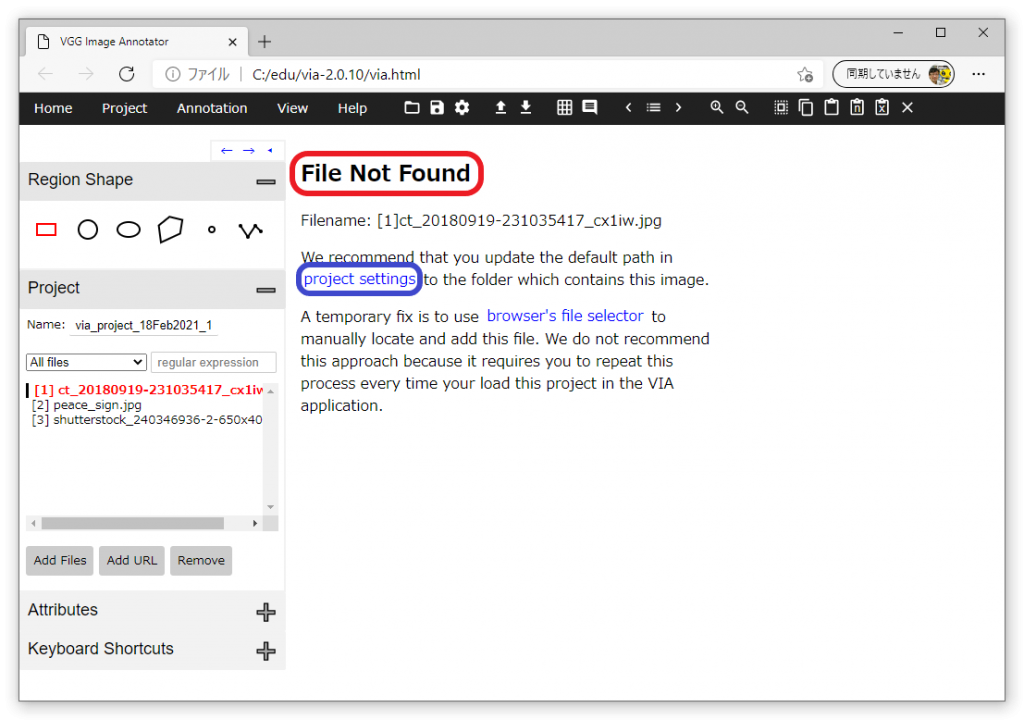 VGG Image Annotator
ファイル
C:/edu/via-2.0.10/via.html
同期していません
Home Project Annotation View Help
Region Shape
Project
Name: via_project_18Feb2021_1
All files regular expression
[1] ct_20180919-231035417_cx1iw
[2] peace_sign.jpg
[3] shutterstock_240346936-2-650x40
Add Files Add URL Remove
Attributes
Keyboard Shortcuts
File Not Found
Filename: [1]ct_20180919-231035417_cx1iw.jpg
We recommend that you update the default path in
project settings to the folder which contains this image.
A temporary fix is to use browser's file selector to
manually locate and add this file. We do not recommend
this approach because it requires you to repeat this
process every time your load this project in the VIA
application.